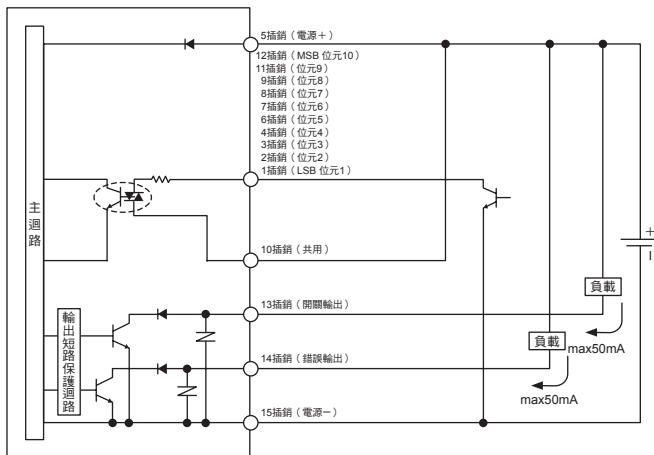 5插銷（電源＋）
12插銷（MSB 位元10）
11插銷（位元9）
9插銷（位元8）
8插銷（位元7）
7插銷（位元6）
6插銷（位元5）
4插銷（位元4）
3插銷（位元3）
2插銷（位元2）
1插銷（LSB 位元1）
主迴路
10插銷（共用）
＋
－
13插銷（開關輸出）
負載
max50mA
輸出短路保護迴路
14插銷（錯誤輸出）
負載
max50mA
15插銷（電源－）